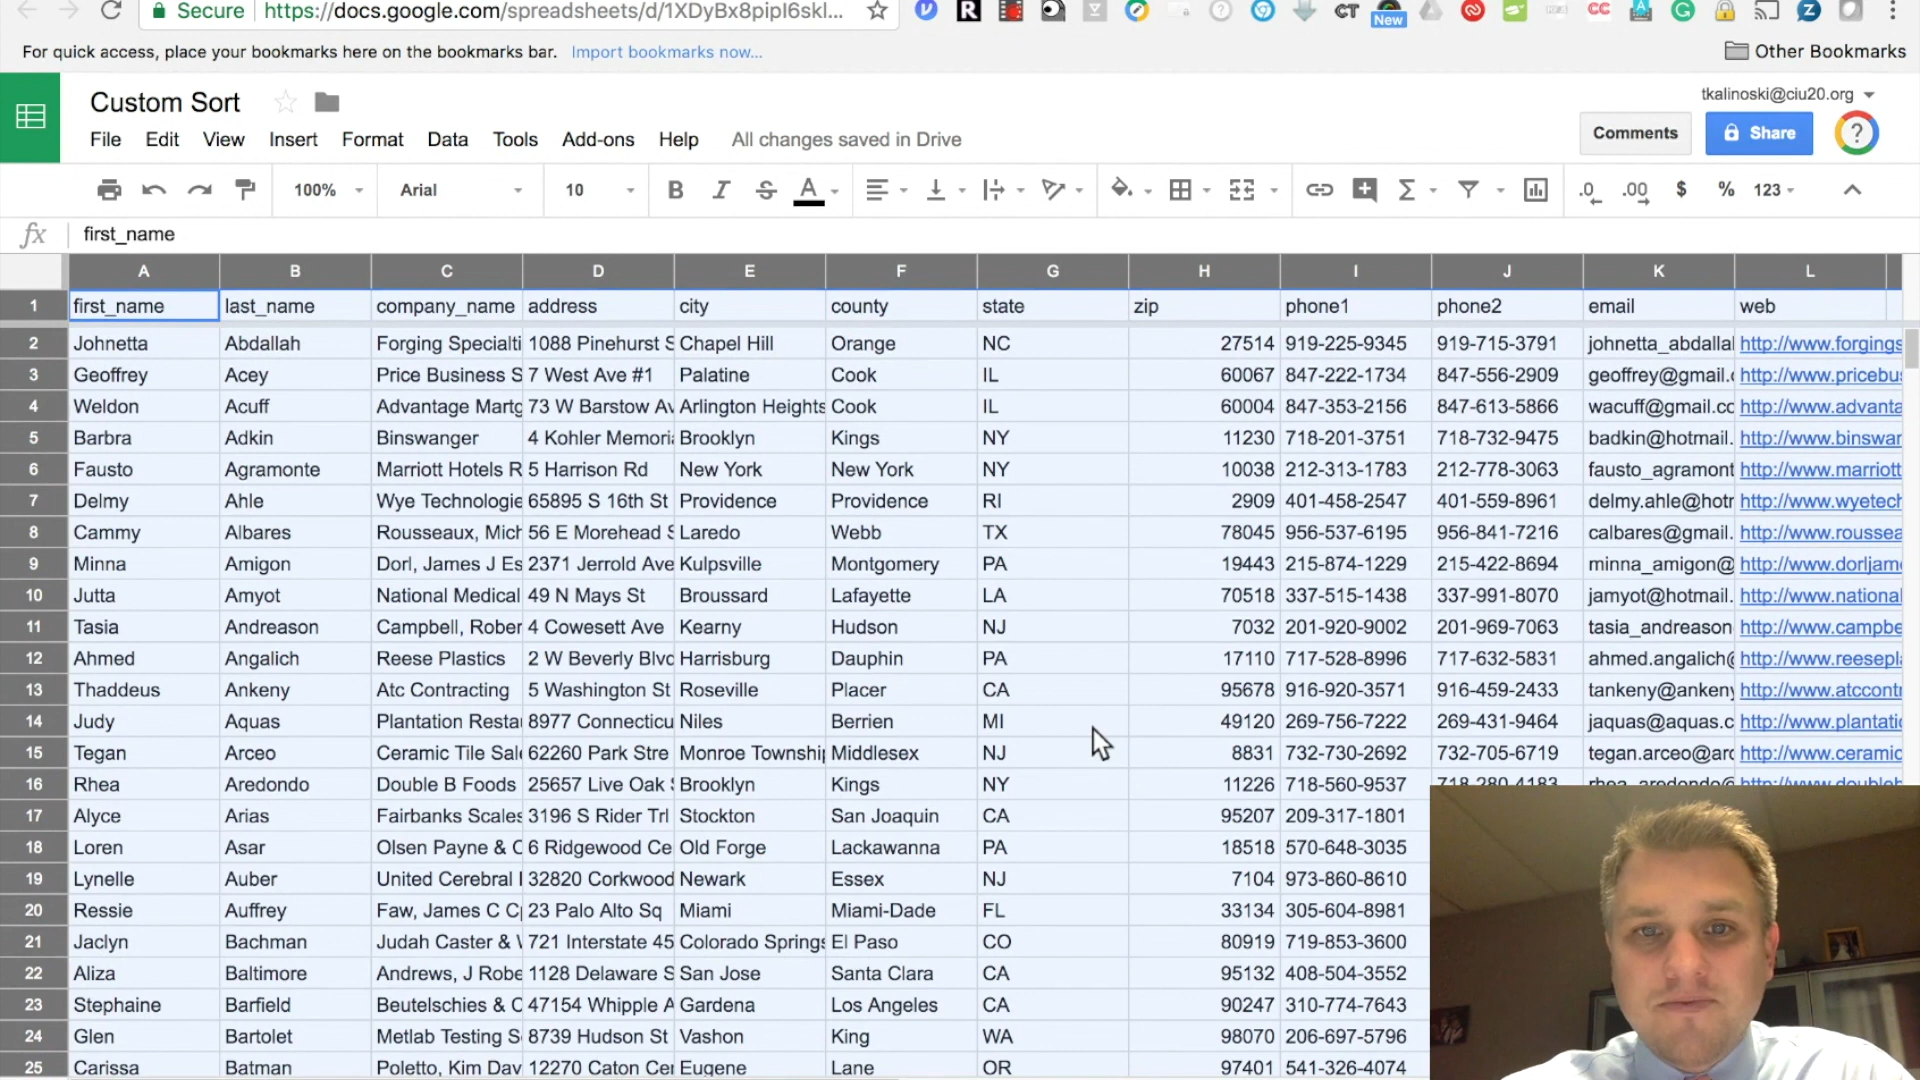 Secure https://docs.google.com/spreadsheets/d/1XDyBx8pipI6skl... R CT New CC Z
For quick access, place your bookmarks here on the bookmarks bar. Import bookmarks now... Other Bookmarks
Custom Sort tkalinoski@ciu20.org
File Edit View Insert Format Data Tools Add-ons Help All changes saved in Drive Comments Share ?
100% Arial 10 B I S A Σ .0 .00 $ % 123
fx first_name
A B C D E F G H I J K L
1 first_name last_name company_name address city county state zip phone1 phone2 email web
2 Johnetta Abdallah Forging Specialti 1088 Pinehurst S Chapel Hill Orange NC 27514 919-225-9345 919-715-3791 johnetta_abdalla http://www.forgings
3 Geoffrey Acey Price Business S 7 West Ave #1 Palatine Cook IL 60067 847-222-1734 847-556-2909 geoffrey@gmail. http://www.pricebu
4 Weldon Acuff Advantage Martg 73 W Barstow Av Arlington Heights Cook IL 60004 847-353-2156 847-613-5866 wacuff@gmail.co http://www.advanta
5 Barbra Adkin Binswanger 4 Kohler Memori Brooklyn Kings NY 11230 718-201-3751 718-732-9475 badkin@hotmail. http://www.binswar
6 Fausto Agramonte Marriott Hotels R 5 Harrison Rd New York New York NY 10038 212-313-1783 212-778-3063 fausto_agramont http://www.marriott
7 Delmy Ahle Wye Technologie 65895 S 16th St Providence Providence RI 2909 401-458-2547 401-559-8961 delmy.ahle@hotr http://www.wyetech
8 Cammy Albares Rousseaux, Mich 56 E Morehead S Laredo Webb TX 78045 956-537-6195 956-841-7216 calbares@gmail. http://www.roussea
9 Minna Amigon Dorl, James J Es 2371 Jerrold Ave Kulpsville Montgomery PA 19443 215-874-1229 215-422-8694 minna_amigon@ http://www.dorljam
10 Jutta Amyot National Medical 49 N Mays St Broussard Lafayette LA 70518 337-515-1438 337-991-8070 jamyot@hotmail. http://www.national
11 Tasia Andreason Campbell, Rober 4 Cowesett Ave Kearny Hudson NJ 7032 201-920-9002 201-969-7063 tasia_andreason http://www.campbe
12 Ahmed Angalich Reese Plastics 2 W Beverly Blvd Harrisburg Dauphin PA 17110 717-528-8996 717-632-5831 ahmed.angalich@ http://www.reesepl
13 Thaddeus Ankeny Atc Contracting 5 Washington St Roseville Placer CA 95678 916-920-3571 916-459-2433 tankeny@ankeny http://www.atccont
14 Judy Aquas Plantation Resta 8977 Connecticu Niles Berrien MI 49120 269-756-7222 269-431-9464 jaquas@aquas.c http://www.plantati
15 Tegan Arceo Ceramic Tile Sal 62260 Park Stre Monroe Township Middlesex NJ 8831 732-730-2692 732-705-6719 tegan.arceo@arc http://www.ceramic
16 Rhea Aredondo Double B Foods 25657 Live Oak Brooklyn Kings NY 11226 718-560-9537 718-280-4183 rhea_aredondo@ http://www.doubleb
17 Alyce Arias Fairbanks Scales 3196 S Rider Trl Stockton San Joaquin CA 95207 209-317-1801
18 Loren Asar Olsen Payne & C 6 Ridgewood Ce Old Forge Lackawanna PA 18518 570-648-3035
19 Lynelle Auber United Cerebral 32820 Corkwood Newark Essex NJ 7104 973-860-8610
20 Ressie Auffrey Faw, James C Cp 23 Palo Alto Sq Miami Miami-Dade FL 33134 305-604-8981
21 Jaclyn Bachman Judah Caster & 721 Interstate 45 Colorado Springs El Paso CO 80919 719-853-3600
22 Aliza Baltimore Andrews, J Robe 1128 Delaware S San Jose Santa Clara CA 95132 408-504-3552
23 Stephaine Barfield Beutelschies & C 47154 Whipple A Gardena Los Angeles CA 90247 310-774-7643
24 Glen Bartolet Metlab Testing S 8739 Hudson St Vashon King WA 98070 206-697-5796
25 Carissa Batman Poletto, Kim Dav 12270 Caton Cen Eugene Lane OR 97401 541-326-4074